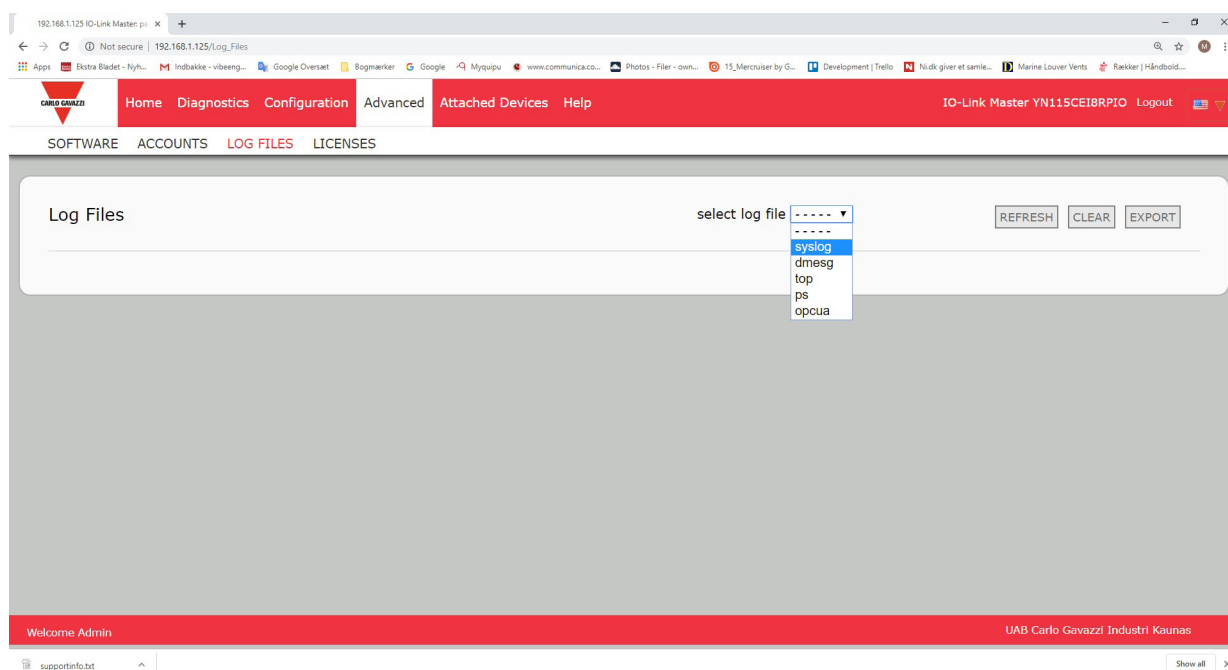 192.168.1.125 IO-Link Master: pa
Not secure | 192.168.1.125/Log_Files
M
Apps Ekstra Bladet - Nyh... Indbakke - vibeeng... Google Oversæt Bogmærker Google Myquipu www.communica.co... Photos - Filer - own... 15_Mercruiser by G... Development | Trello Ni.dk giver et samle... Marine Louver Vents Rækker | Håndbold....
CARLO GAVAZZI
Home Diagnostics Configuration Advanced Attached Devices Help IO-Link Master YN115CEI8RPIO Logout
SOFTWARE ACCOUNTS LOG FILES LICENSES
Log Files select log file - - - - - REFRESH CLEAR EXPORT
- - - - -
syslog
dmesg
top
ps
opcua
Welcome Admin UAB Carlo Gavazzi Industri Kaunas
supportinfo.txt Show all